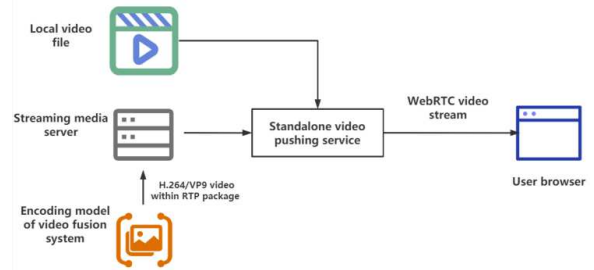 Local video
file
Streaming media
server
Standalone video
pushing service
WebRTC video
stream
User browser
H.264/VP9 video
within RTP package
Encoding model
of video fusion
system